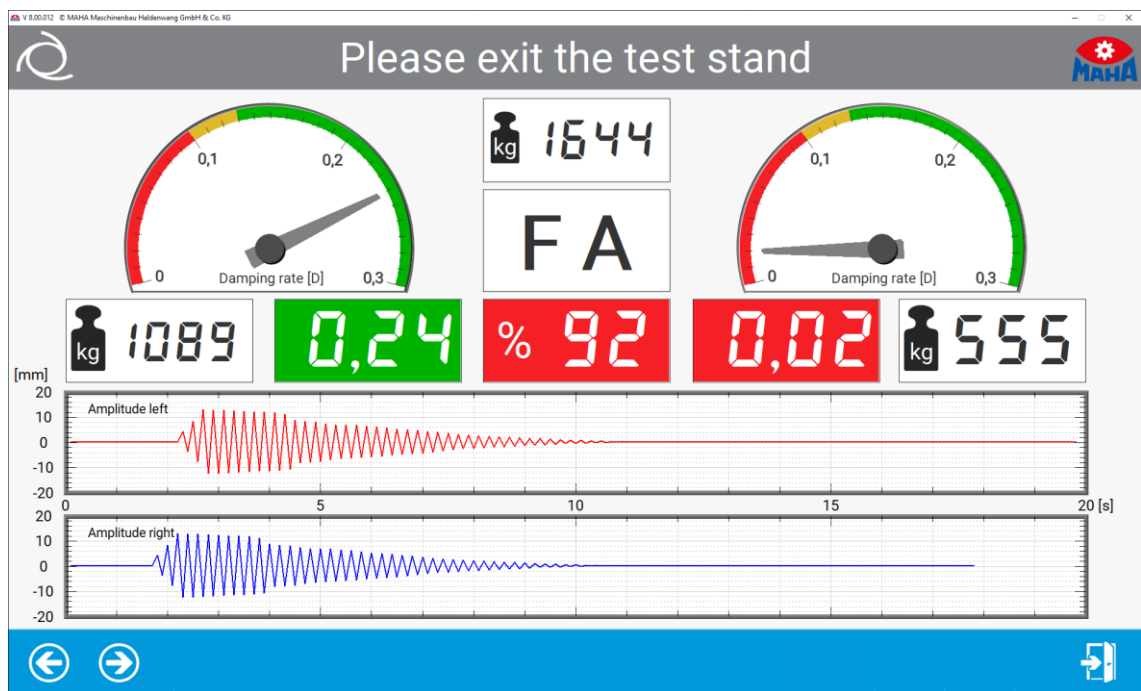 V 8.00.012 © MAHA Maschinenbau Haldenwang GmbH & Co. KG
Please exit the test stand
MAHA
0 0,1 0,2 0,3
Damping rate [D]
kg 1644
F A
0 0,1 0,2 0,3
Damping rate [D]
kg 1089
0,24
% 92
0,02
kg 555
[mm]
20
10
0
-10
-20
Amplitude left
0 5 10 15 20 [s]
20
10
0
-10
-20
Amplitude right